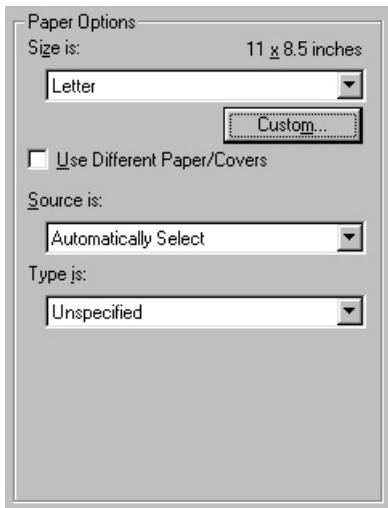 Paper Options
Size is: 11 x 8.5 inches
Letter
Custom...
Use Different Paper/Covers
Source is:
Automatically Select
Type is:
Unspecified